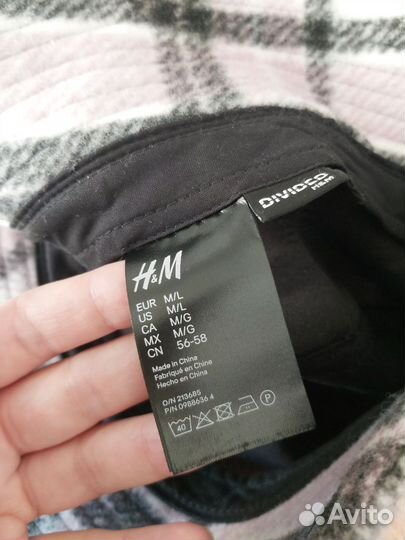 DIVIDED
H&M
H&M
EUR M/L
US M/L
CA M/G
MX M/G
CN 56-58
Made in China
Fabriqué en Chine
Hecho en China
O/N 213685
P/N 0988636 4
40
P
Avito